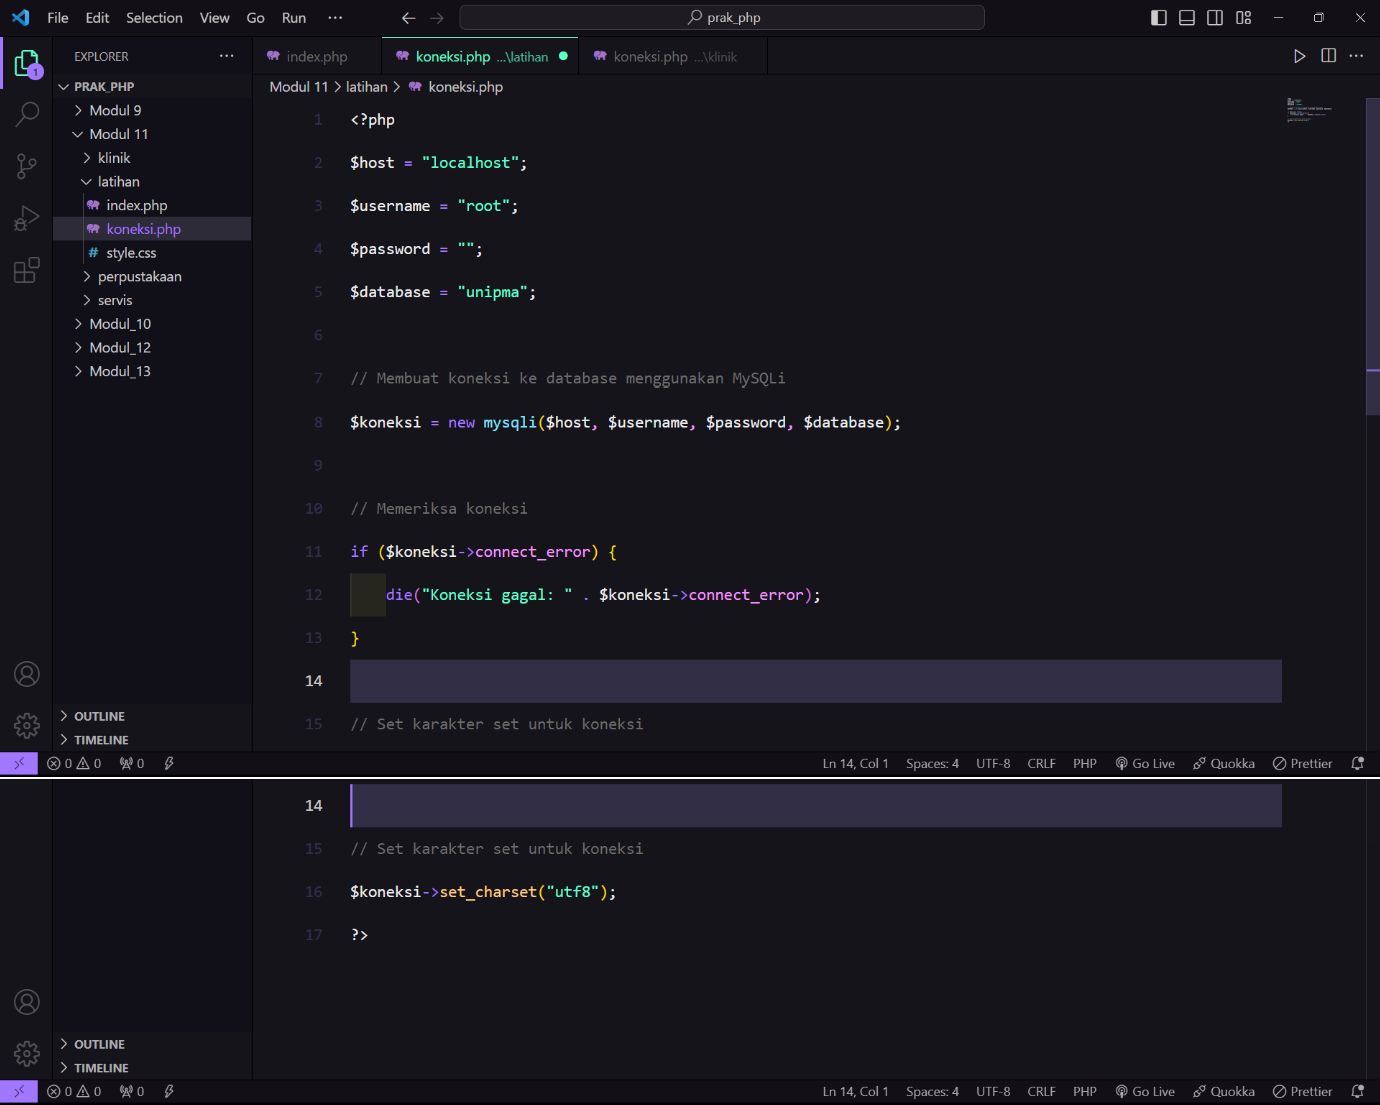 File Edit Selection View Go Run ··· prak_php
EXPLORER ···
index.php koneksi.php ...\latihan koneksi.php ...\klinik
Modul 11 > latihan > koneksi.php
1
PRAK_PHP
Modul 9
Modul 11
klinik
latihan
index.php
koneksi.php
# style.css
perpustakaan
servis
Modul_10
Modul_12
Modul_13
OUTLINE
TIMELINE
1 <?php
2 $host = "localhost";
3 $username = "root";
4 $password = "";
5 $database = "unipma";
6
7 // Membuat koneksi ke database menggunakan MySQLi
8 $koneksi = new mysqli($host, $username, $password, $database);
9
10 // Memeriksa koneksi
11 if ($koneksi->connect_error) {
12 die("Koneksi gagal: " . $koneksi->connect_error);
13 }
14
15 // Set karakter set untuk koneksi
0 0 0 Ln 14, Col 1 Spaces: 4 UTF-8 CRLF PHP Go Live Quokka Prettier
14
15 // Set karakter set untuk koneksi
16 $koneksi->set_charset("utf8");
17 ?>
OUTLINE
TIMELINE
0 0 0 Ln 14, Col 1 Spaces: 4 UTF-8 CRLF PHP Go Live Quokka Prettier